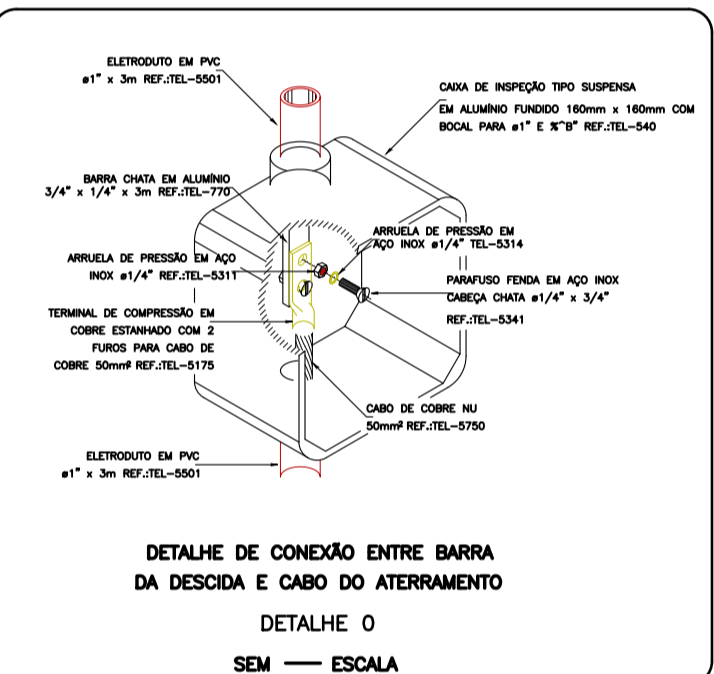 ELETRODUTO EM PVC
ø1" x 3m REF.:TEL-5501
CAIXA DE INSPEÇÃO TIPO SUSPENSA
EM ALUMÍNIO FUNDIDO 160mm x 160mm COM
BOCAL PARA ø1" E %^B" REF.:TEL-540
BARRA CHATA EM ALUMÍNIO
3/4" x 1/4" x 3m REF.:TEL-770
ARRUELA DE PRESSÃO EM
AÇO INOX ø1/4" TEL-5314
ARRUELA DE PRESSÃO EM AÇO
INOX ø1/4" REF.:TEL-5311
PARAFUSO FENDA EM AÇO INOX
CABEÇA CHATA ø1/4" x 3/4"
REF.:TEL-5341
TERMINAL DE COMPRESSÃO EM
COBRE ESTANHADO COM 2
FUROS PARA CABO DE
COBRE 50mm² REF.:TEL-5175
CABO DE COBRE NU
50mm² REF.:TEL-5750
ELETRODUTO EM PVC
ø1" x 3m REF.:TEL-5501
DETALHE DE CONEXÃO ENTRE BARRA
DA DESCIDA E CABO DO ATERRAMENTO
DETALHE O
SEM — ESCALA